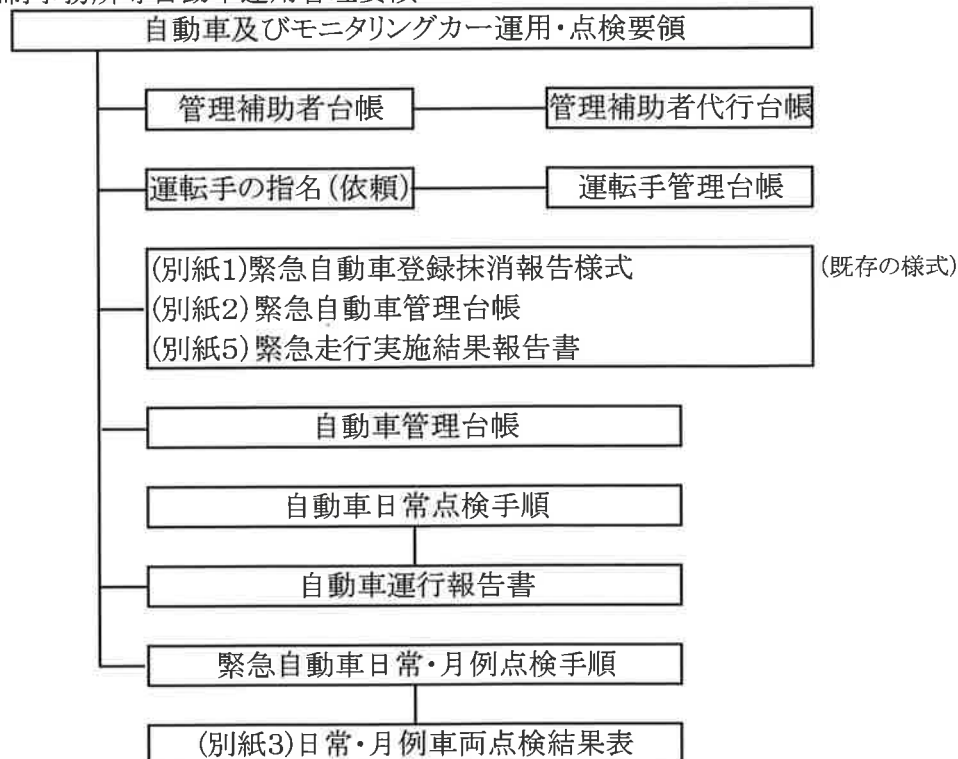 自動車及びモニタリングカー運用・点検要領
管理補助者台帳
管理補助者代行台帳
運転手の指名(依頼)
運転手管理台帳
(別紙1)緊急自動車登録抹消報告様式
(既存の様式)
(別紙2)緊急自動車管理台帳
(別紙5)緊急走行実施結果報告書
自動車管理台帳
自動車日常点検手順
自動車運行報告書
緊急自動車日常・月例点検手順
(別紙3)日常・月例車両点検結果表